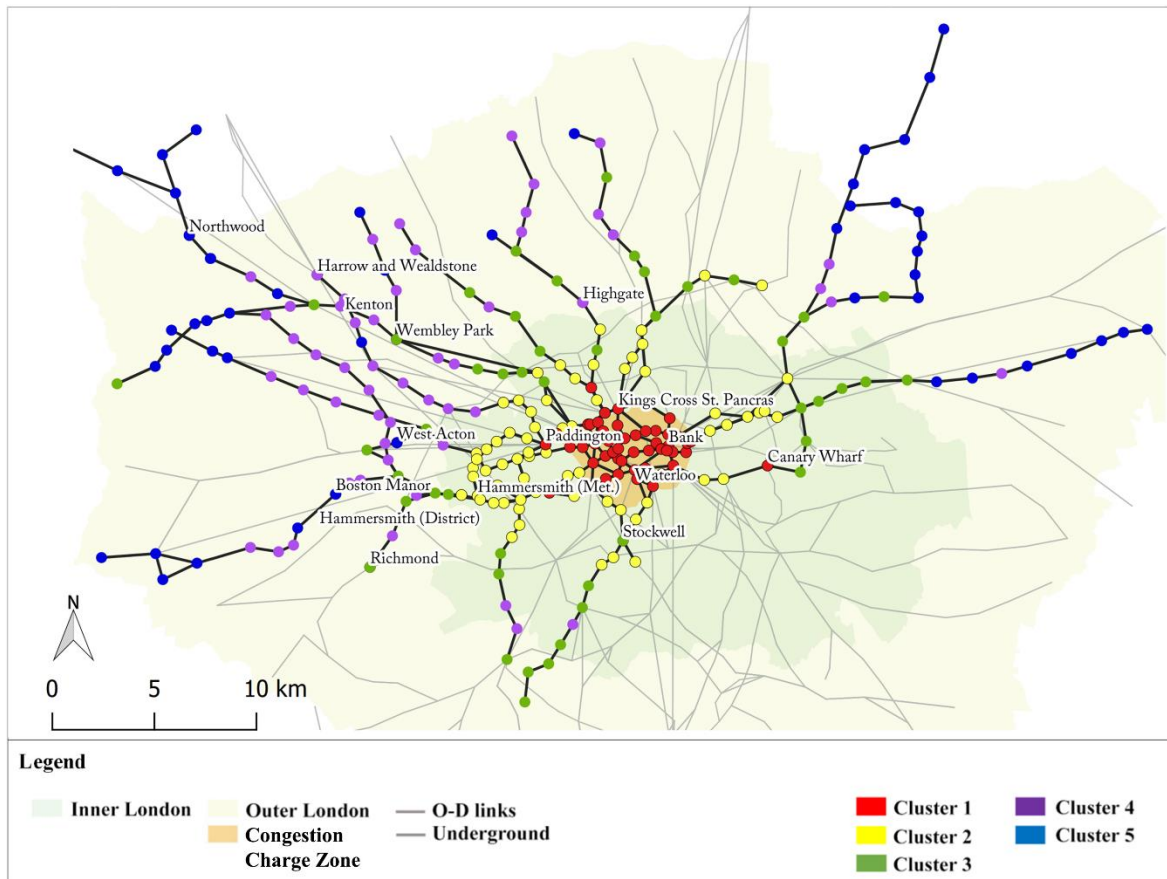 Northwood
Harrow and Wealdstone
Kenton
Highgate
Wembley Park
Kings Cross St. Pancras
West-Acton
Paddington
Bank
Canary Wharf
Boston Manor
Hammersmith (Met.)
Waterloo
Hammersmith (District)
Stockwell
Richmond
N
0 5 10 km
Legend
Inner London
Outer London
Congestion
Charge Zone
O-D links
Underground
Cluster 1
Cluster 2
Cluster 3
Cluster 4
Cluster 5